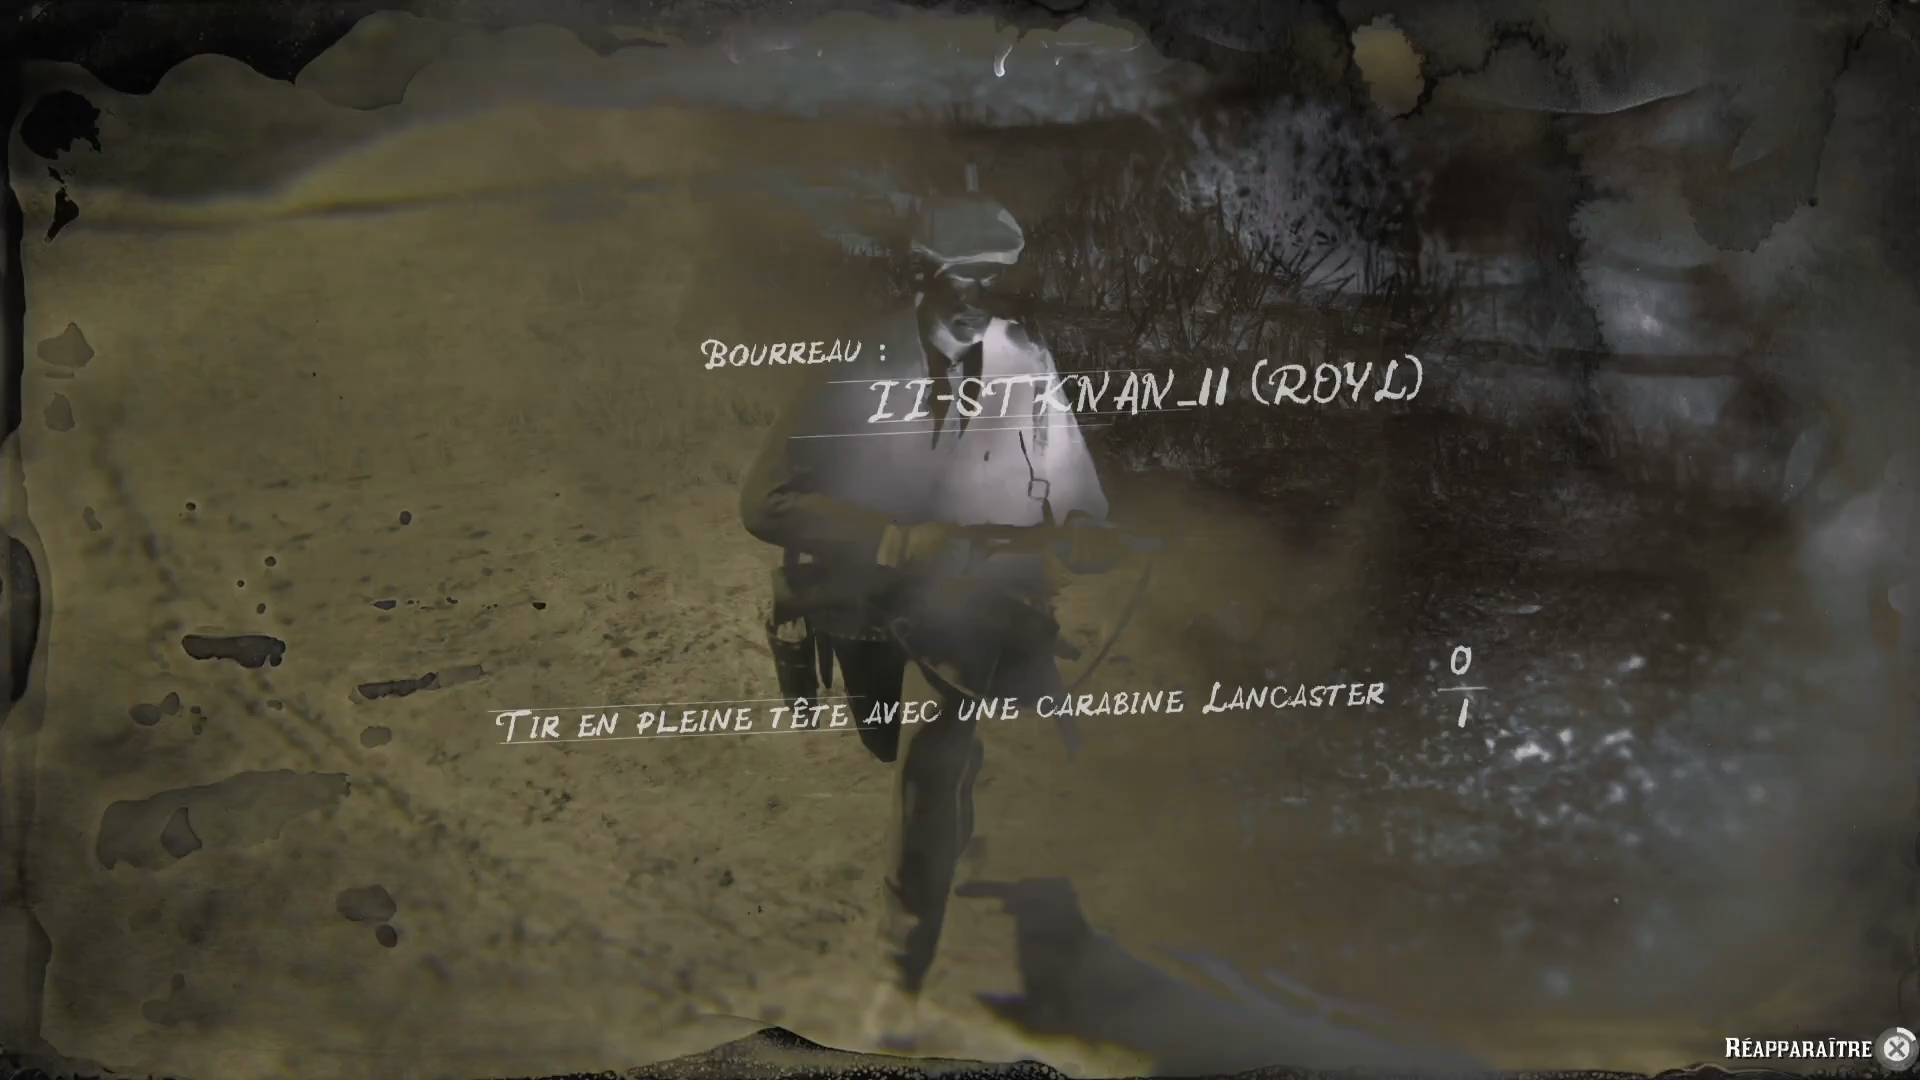 Bourreau :
II-STKNAN_II (ROYL)
Tir en pleine tête avec une carabine Lancaster
0
1
Réapparaître